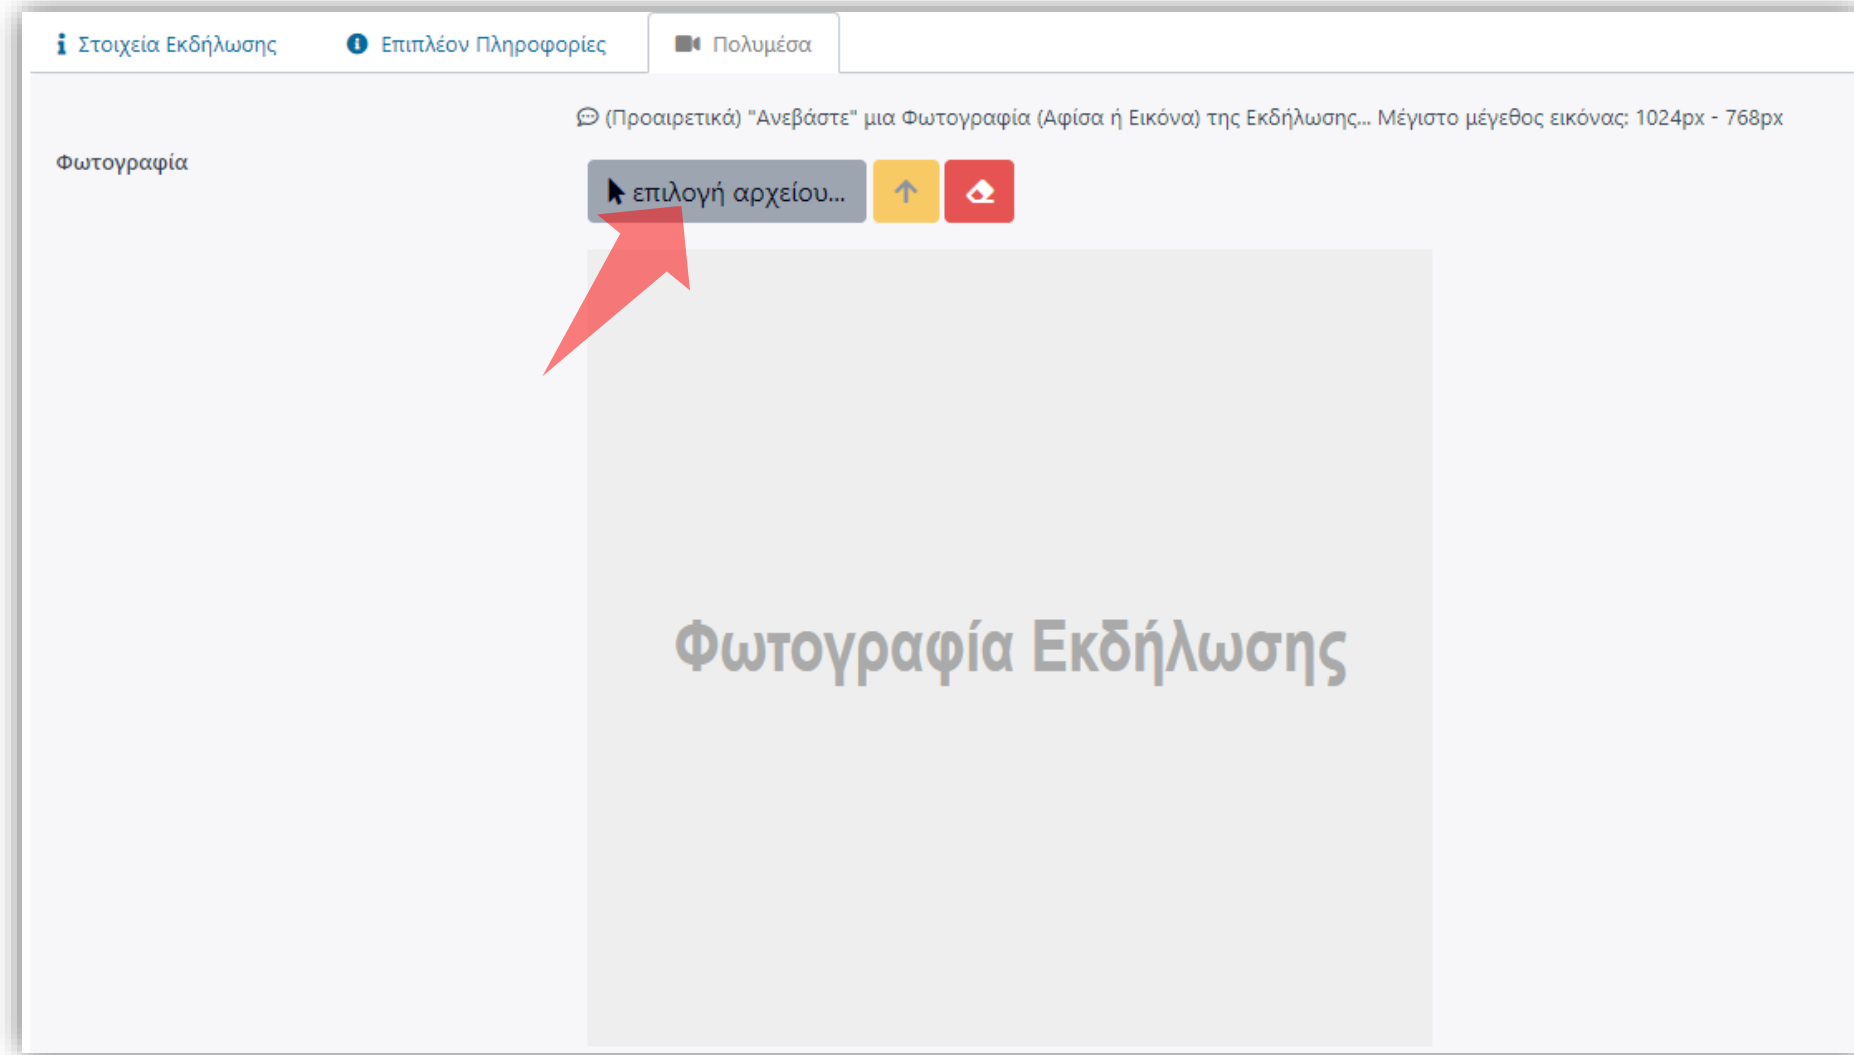 Στοιχεία Εκδήλωσης Επιπλέον Πληροφορίες Πολυμέσα
(Προαιρετικά) "Ανεβάστε" μια Φωτογραφία (Αφίσα ή Εικόνα) της Εκδήλωσης... Μέγιστο μέγεθος εικόνας: 1024px - 768px
Φωτογραφία
επιλογή αρχείου...
Φωτογραφία Εκδήλωσης